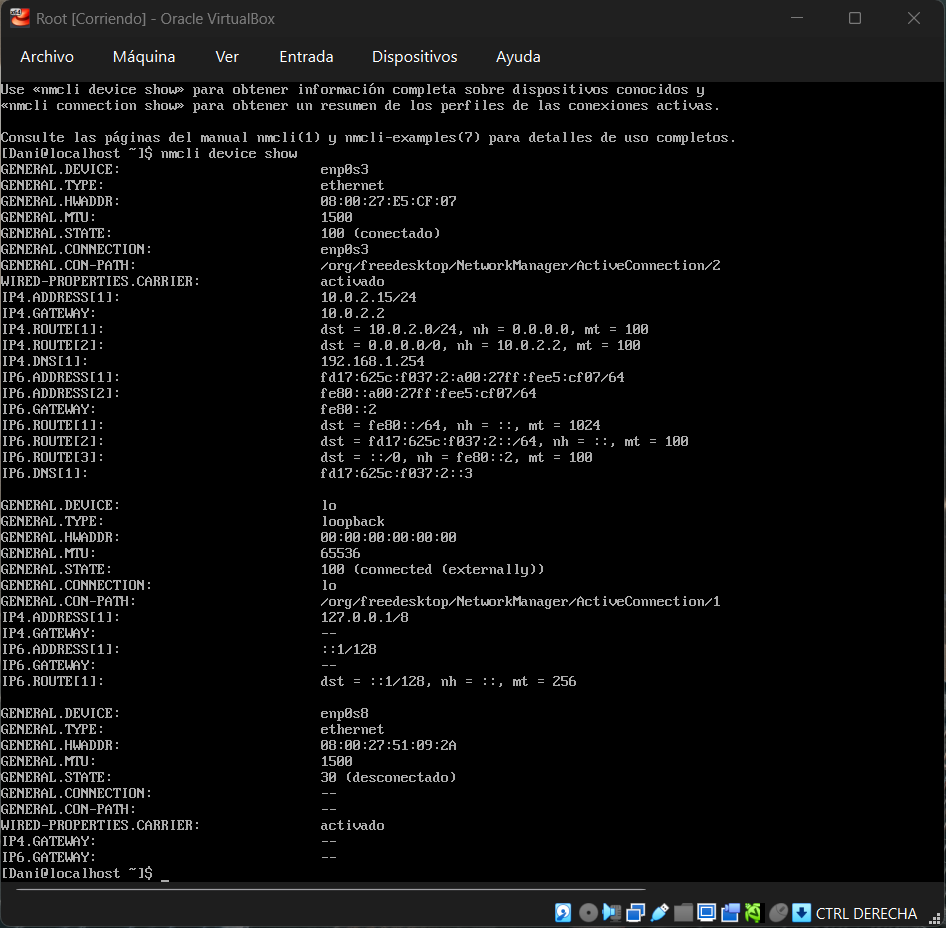 Root [Corriendo] - Oracle VirtualBox
Archivo Máquina Ver Entrada Dispositivos Ayuda
Use «nmcli device show» para obtener información completa sobre dispositivos conocidos y
«nmcli connection show» para obtener un resumen de los perfiles de las conexiones activas.
Consulte las páginas del manual nmcli(1) y nmcli-examples(7) para detalles de uso completos.
[Dani@localhost ~]$ nmcli device show
GENERAL.DEVICE: enp0s3
GENERAL.TYPE: ethernet
GENERAL.HWADDR: 08:00:27:E5:CF:07
GENERAL.MTU: 1500
GENERAL.STATE: 100 (conectado)
GENERAL.CONNECTION: enp0s3
GENERAL.CON-PATH: /org/freedesktop/NetworkManager/ActiveConnection/2
WIRED-PROPERTIES.CARRIER: activado
IP4.ADDRESS[1]: 10.0.2.15/24
IP4.GATEWAY: 10.0.2.2
IP4.ROUTE[1]: dst = 10.0.2.0/24, nh = 0.0.0.0, mt = 100
IP4.ROUTE[2]: dst = 0.0.0.0/0, nh = 10.0.2.2, mt = 100
IP4.DNS[1]: 192.168.1.254
IP6.ADDRESS[1]: fd17:625c:f037:2:a00:27ff:fee5:cf07/64
IP6.ADDRESS[2]: fe80::a00:27ff:fee5:cf07/64
IP6.GATEWAY: fe80::2
IP6.ROUTE[1]: dst = fe80::/64, nh = ::, mt = 1024
IP6.ROUTE[2]: dst = fd17:625c:f037:2::/64, nh = ::, mt = 100
IP6.ROUTE[3]: dst = ::/0, nh = fe80::2, mt = 100
IP6.DNS[1]: fd17:625c:f037:2::3
GENERAL.DEVICE: lo
GENERAL.TYPE: loopback
GENERAL.HWADDR: 00:00:00:00:00:00
GENERAL.MTU: 65536
GENERAL.STATE: 100 (connected (externally))
GENERAL.CONNECTION: lo
GENERAL.CON-PATH: /org/freedesktop/NetworkManager/ActiveConnection/1
IP4.ADDRESS[1]: 127.0.0.1/8
IP4.GATEWAY: --
IP6.ADDRESS[1]: ::1/128
IP6.GATEWAY: --
IP6.ROUTE[1]: dst = ::1/128, nh = ::, mt = 256
GENERAL.DEVICE: enp0s8
GENERAL.TYPE: ethernet
GENERAL.HWADDR: 08:00:27:51:09:2A
GENERAL.MTU: 1500
GENERAL.STATE: 30 (desconectado)
GENERAL.CONNECTION: --
GENERAL.CON-PATH: --
WIRED-PROPERTIES.CARRIER: activado
IP4.GATEWAY: --
IP6.GATEWAY: --
[Dani@localhost ~]$ _
CTRL DERECHA